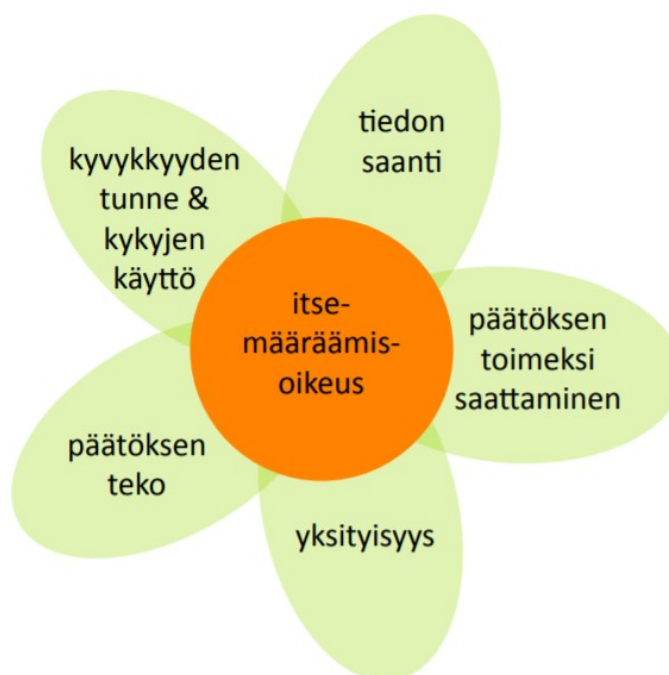 tiedon
saanti
kyvykkyyden
tunne &
kykyjen
käyttö
itse-
määräämis-
oikeus
päätöksen
toimeksi
saattaminen
päätöksen
teko
yksityisyys